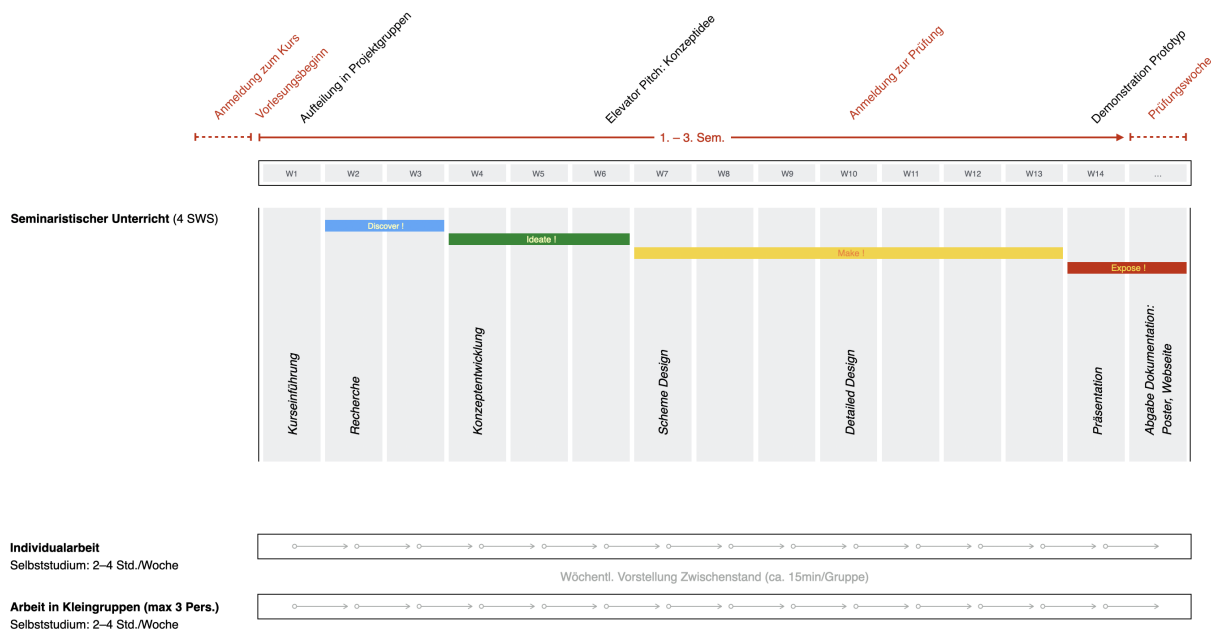 Anmeldung zum Kurs
Vorlesungsbeginn
Aufteilung in Projektgruppen
Elevator Pitch: Konzeptidee
Anmeldung zur Prüfung
Demonstration Prototyp
Prüfungswoche
1. – 3. Sem.
W1 W2 W3 W4 W5 W6 W7 W8 W9 W10 W11 W12 W13 W14 ...
Seminaristischer Unterricht (4 SWS)
Discover !
Ideate !
Make !
Expose !
Kurseinführung
Recherche
Konzeptentwicklung
Scheme Design
Detailed Design
Präsentation
Abgabe Dokumentation:
Poster, Webseite
Individualarbeit
Selbststudium: 2–4 Std./Woche
Wöchentl. Vorstellung Zwischenstand (ca. 15min/Gruppe)
Arbeit in Kleingruppen (max 3 Pers.)
Selbststudium: 2–4 Std./Woche